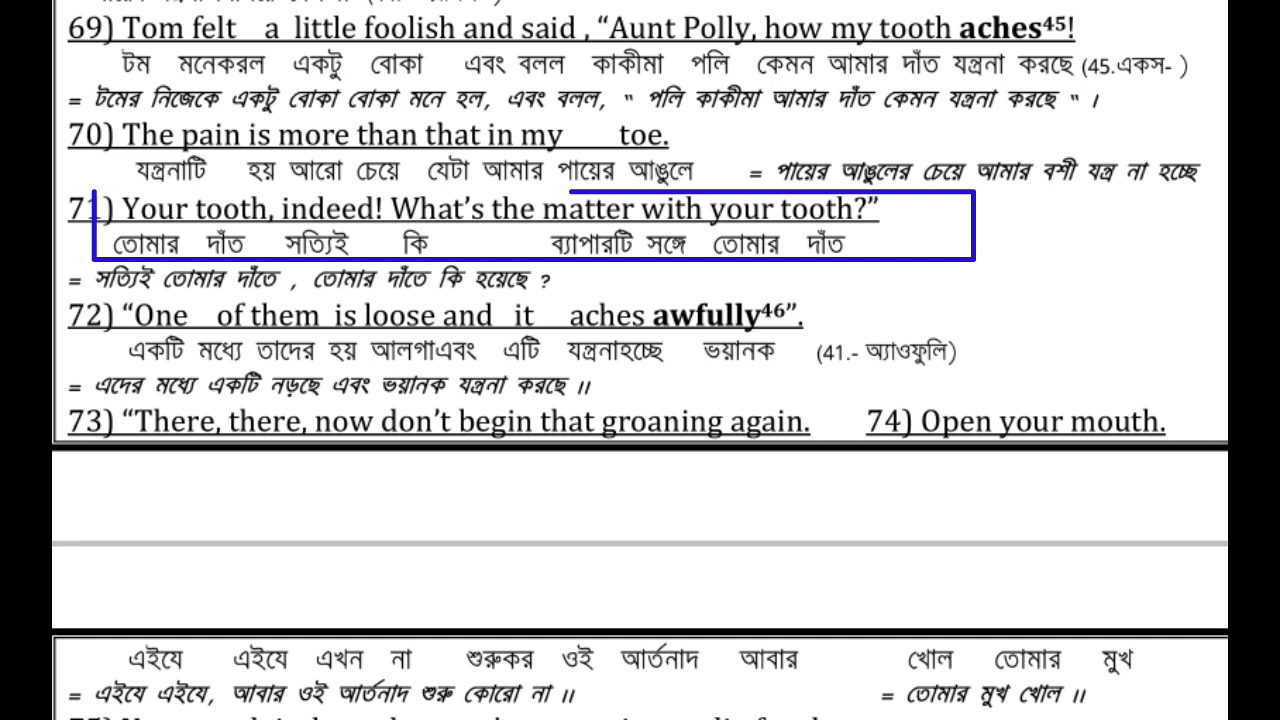 69) Tom felt a little foolish and said , “Aunt Polly, how my tooth aches⁴⁵!
টম মনেকরল একটু বোকা এবং বলল কাকীমা পলি কেমন আমার দাঁত যন্ত্রনা করছে (45.একস- )
= টমের নিজেকে একটু বোকা বোকা মনে হল, এবং বলল, “ পলি কাকীমা আমার দাঁত কেমন যন্ত্রনা করছে “ ।
70) The pain is more than that in my toe.
যন্ত্রনাটি হয় আরো চেয়ে যেটা আমার পায়ের আঙুলে = পায়ের আঙুলের চেয়ে আমার বশী যন্ত্র না হচ্ছে
71) Your tooth, indeed! What’s the matter with your tooth?”
তোমার দাঁত সত্যিই কি ব্যাপারটি সঙ্গে তোমার দাঁত
= সত্যিই তোমার দাঁতে , তোমার দাঁতে কি হয়েছে ?
72) “One of them is loose and it aches awfully⁴⁶”.
একটি মধ্যে তাদের হয় আলগাএবং এটি যন্ত্রনাহচ্ছে ভয়ানক (41.- অ্যাওফুলি)
= এদের মধ্যে একটি নড়ছে এবং ভয়ানক যন্ত্রনা করছে ৷৷
73) “There, there, now don’t begin that groaning again. 74) Open your mouth.
এইযে এইযে এখন না শুরুকর ওই আর্তনাদ আবার খোল তোমার মুখ
= এইযে এইযে, আবার ওই আর্তনাদ শুরু কোরো না ৷৷ = তোমার মুখ খোল ৷৷